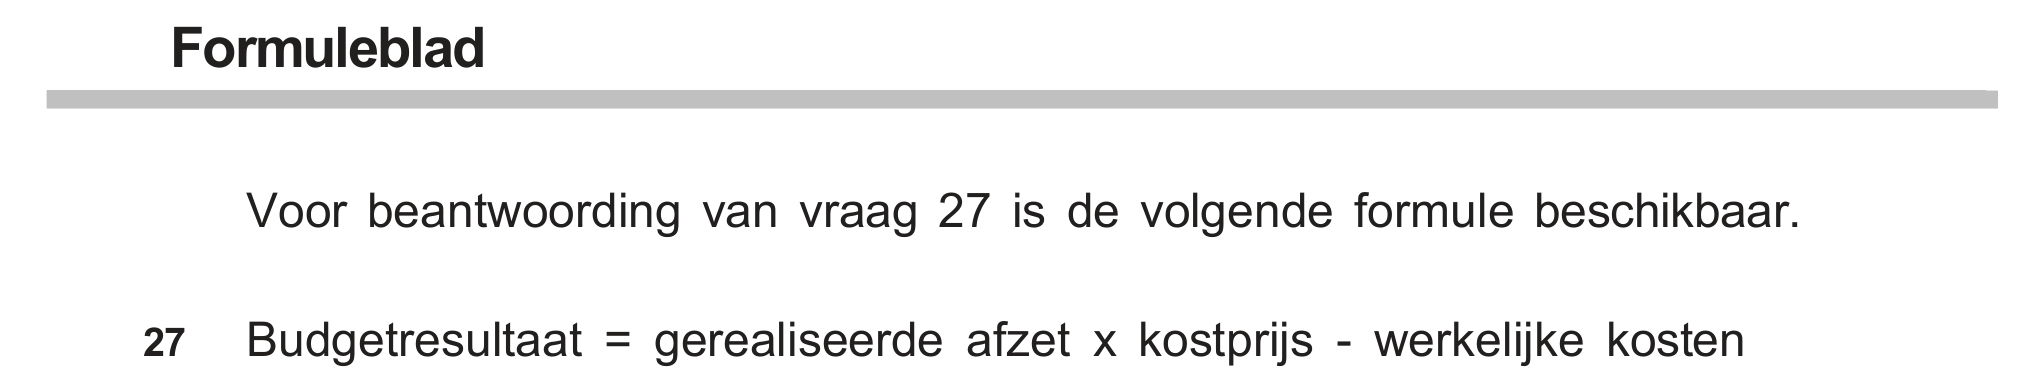 Formuleblad
Voor beantwoording van vraag 27 is de volgende formule beschikbaar.
27 Budgetresultaat = gerealiseerde afzet x kostprijs - werkelijke kosten